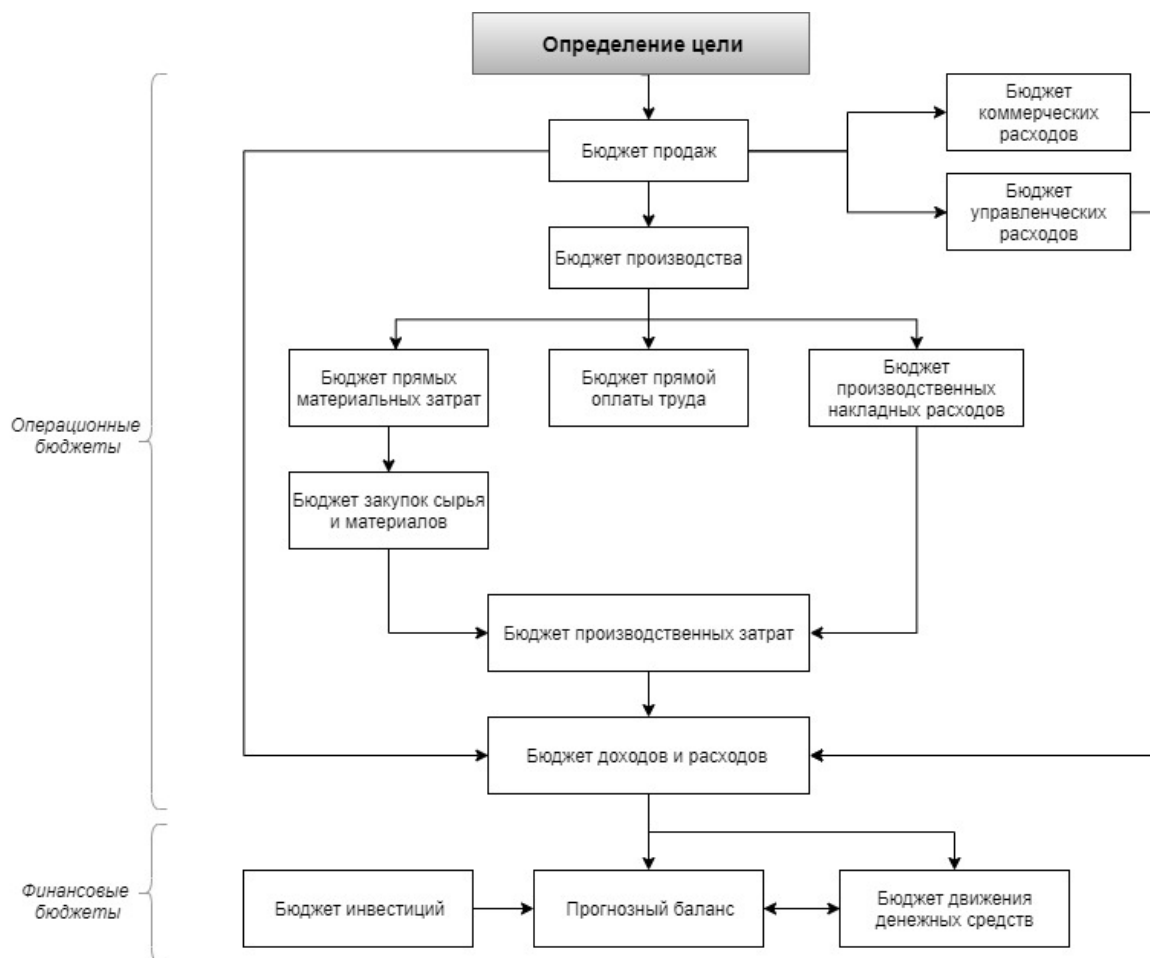 Определение цели
Бюджет
коммерческих
расходов
Бюджет продаж
Бюджет
управленческих
расходов
Бюджет производства
Бюджет прямых
материальных затрат
Бюджет прямой
оплаты труда
Бюджет
производственных
накладных расходов
Операционные
бюджеты
Бюджет закупок сырья
и материалов
Бюджет производственных затрат
Бюджет доходов и расходов
Финансовые
бюджеты
Бюджет инвестиций
Прогнозный баланс
Бюджет движения
денежных средств